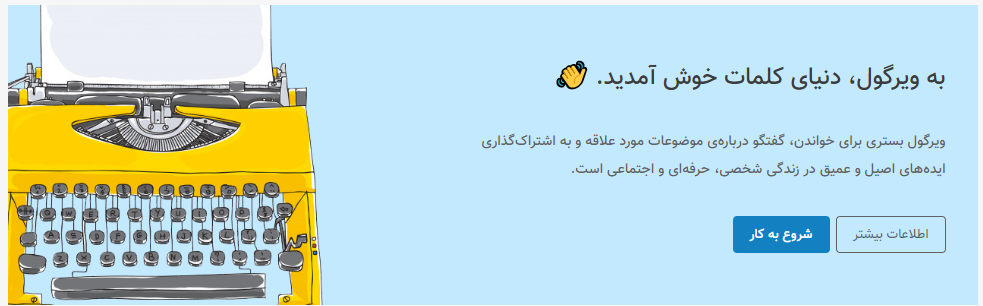 به ویرگول، دنیای کلمات خوش آمدید. 👋
ویرگول بستری برای خواندن، گفتگو درباره‌ی موضوعات مورد علاقه و به اشتراک‌گذاری
ایده‌های اصیل و عمیق در زندگی شخصی، حرفه‌ای و اجتماعی است.
اطلاعات بیشتر
شروع به کار